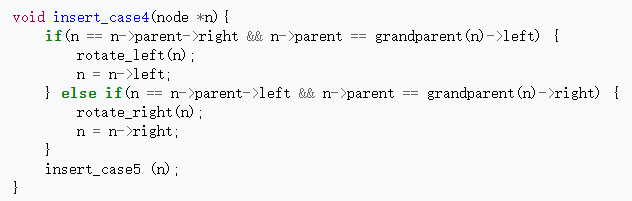 void insert_case4(node *n){
    if(n == n->parent->right && n->parent == grandparent(n)->left) {
        rotate_left(n);
        n = n->left;
    } else if(n == n->parent->left && n->parent == grandparent(n)->right) {
        rotate_right(n);
        n = n->right;
    }
    insert_case5 (n);
}